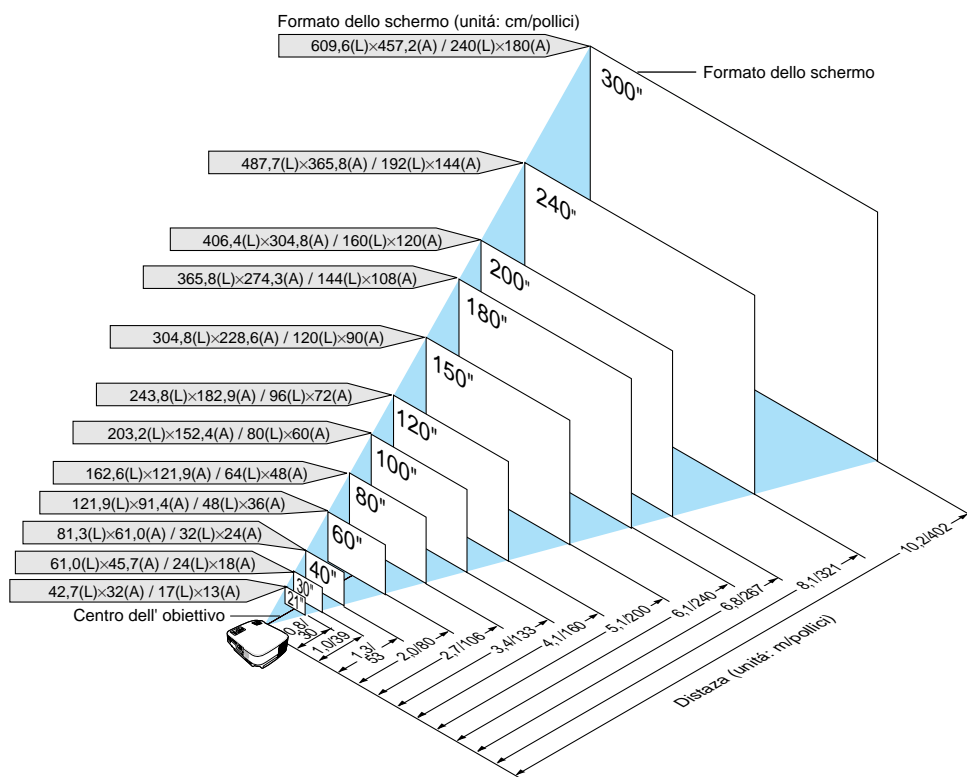 Formato dello schermo (unitá: cm/pollici)
609,6(L)×457,2(A) / 240(L)×180(A)
Formato dello schermo
300"
487,7(L)×365,8(A) / 192(L)×144(A)
240"
406,4(L)×304,8(A) / 160(L)×120(A)
200"
365,8(L)×274,3(A) / 144(L)×108(A)
180"
304,8(L)×228,6(A) / 120(L)×90(A)
150"
243,8(L)×182,9(A) / 96(L)×72(A)
120"
203,2(L)×152,4(A) / 80(L)×60(A)
100"
162,6(L)×121,9(A) / 64(L)×48(A)
80"
121,9(L)×91,4(A) / 48(L)×36(A)
60"
81,3(L)×61,0(A) / 32(L)×24(A)
40"
61,0(L)×45,7(A) / 24(L)×18(A)
30"
42,7(L)×32(A) / 17(L)×13(A)
21"
Centro dell' obiettivo
0,8/
30
1,0/39
1,3/
53
2,0/80
2,7/106
3,4/133
4,1/160
5,1/200
6,1/240
6,8/267
8,1/321
10,2/402
Distaza (unitá: m/pollici)